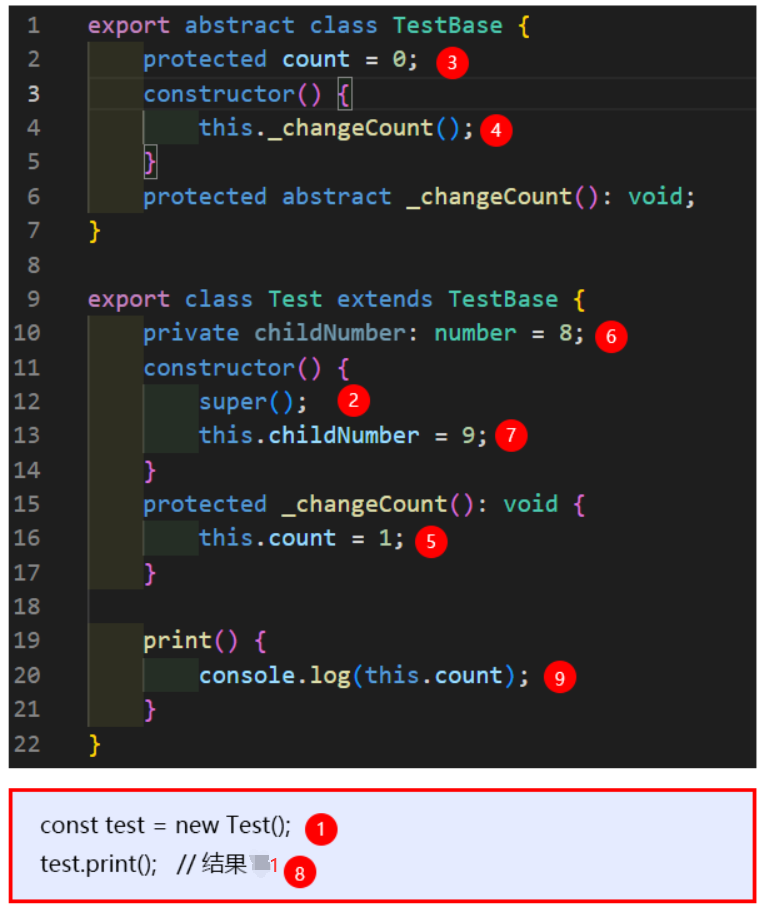 1 export abstract class TestBase {
2 protected count = 0; 3
3 constructor() {
4 this._changeCount(); 4
5 }
6 protected abstract _changeCount(): void;
7 }
8
9 export class Test extends TestBase {
10 private childNumber: number = 8; 6
11 constructor() {
12 super(); 2
13 this.childNumber = 9; 7
14 }
15 protected _changeCount(): void {
16 this.count = 1; 5
17 }
18
19 print() {
20 console.log(this.count); 9
21 }
22 }
const test = new Test(); 1
test.print(); // 结果 1 8